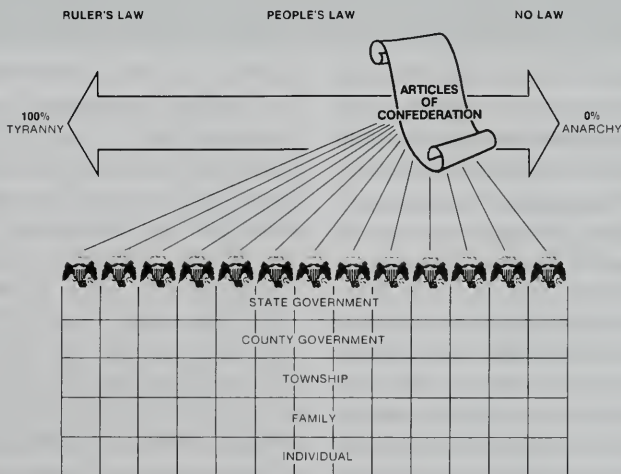 RULER'S LAW
PEOPLE'S LAW
NO LAW
100%
TYRANNY
ARTICLES
OF
CONFEDERATION
0%
ANARCHY
STATE GOVERNMENT
COUNTY GOVERNMENT
TOWNSHIP
FAMILY
INDIVIDUAL